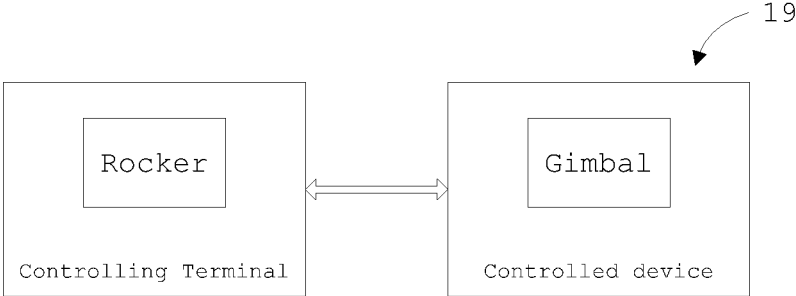 19
Rocker
Gimbal
Controlling Terminal
Controlled device